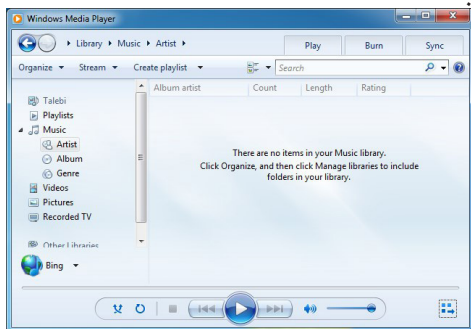 Windows Media Player
Library Music Artist
Play Burn Sync
Organize Stream Create playlist Search
Album artist Count Length Rating
Talebi
Playlists
Music
Artist
Album
Genre
Videos
Pictures
Recorded TV
Other Libraries
There are no items in your Music library.
Click Organize, and then click Manage libraries to include
folders in your library.
Bing